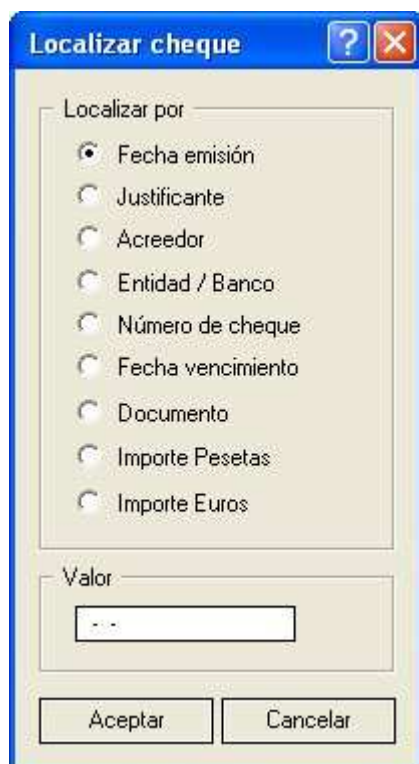 Localizar cheque
Localizar por
Fecha emisión
Justificante
Acreedor
Entidad / Banco
Número de cheque
Fecha vencimiento
Documento
Importe Pesetas
Importe Euros
Valor
- -
Aceptar Cancelar